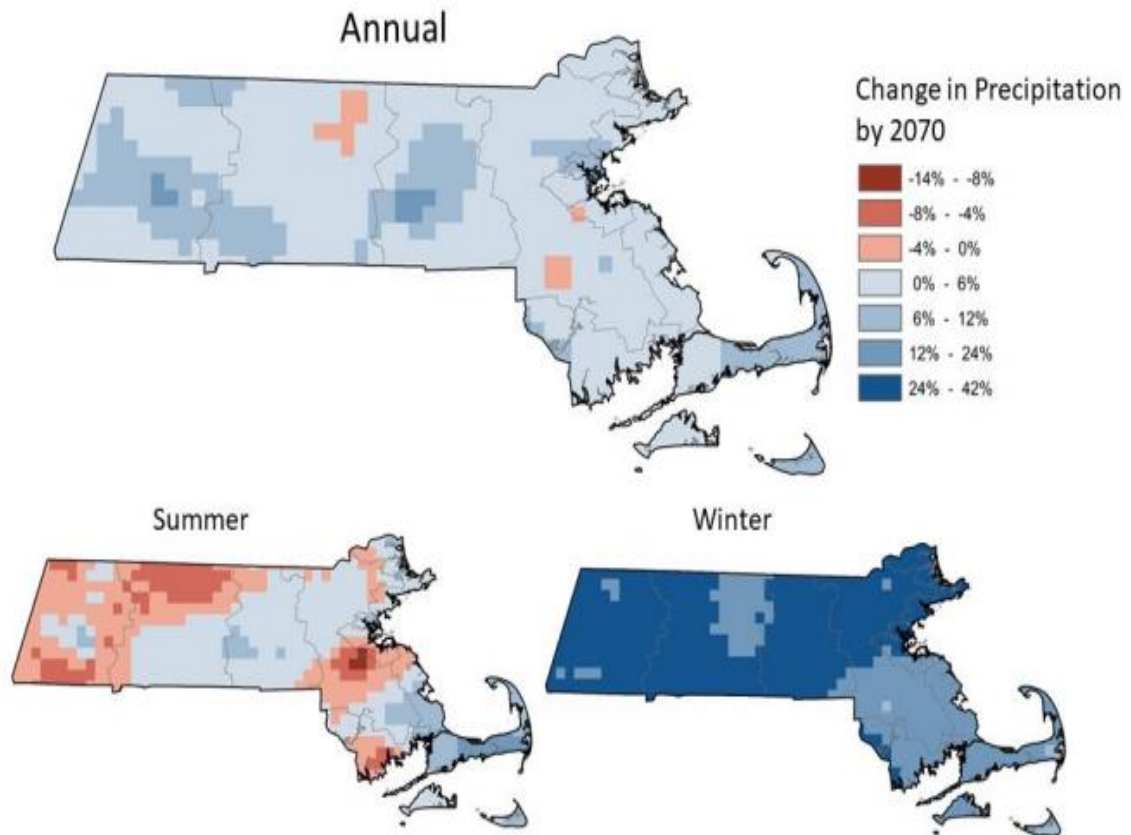 Annual
Change in Precipitation
by 2070
-14% - -8%
-8% - -4%
-4% - 0%
0% - 6%
6% - 12%
12% - 24%
24% - 42%
Summer
Winter